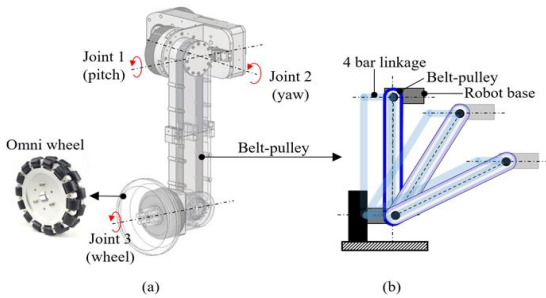 Joint 1
(pitch)
Joint 2
(yaw)
Omni wheel
Belt-pulley
Joint 3
(wheel)
(a)
4 bar linkage
Belt-pulley
Robot base
(b)